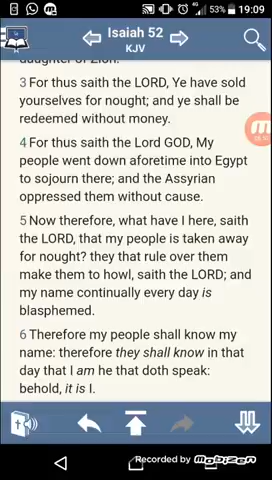 4G 53% 19:09
Isaiah 52
KJV
daughter of Zion.
3 For thus saith the LORD, Ye have sold
yourselves for nought; and ye shall be
redeemed without money.
4 For thus saith the Lord GOD, My
people went down aforetime into Egypt
to sojourn there; and the Assyrian
oppressed them without cause.
5 Now therefore, what have I here, saith
the LORD, that my people is taken away
for nought? they that rule over them
make them to howl, saith the LORD; and
my name continually every day is
blasphemed.
6 Therefore my people shall know my
name: therefore they shall know in that
day that I am he that doth speak:
behold, it is I.
Recorded by mobizen